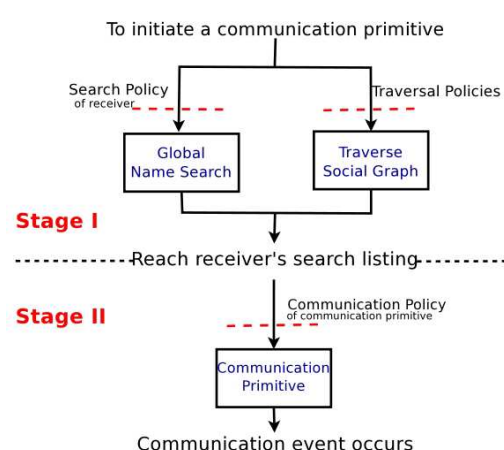 To initiate a communication primitive
Search Policy
of receiver
Traversal Policies
Global
Name Search
Traverse
Social Graph
Stage I
Reach receiver's search listing
Stage II
Communication Policy
of communication primitive
Communication
Primitive
Communication event occurs